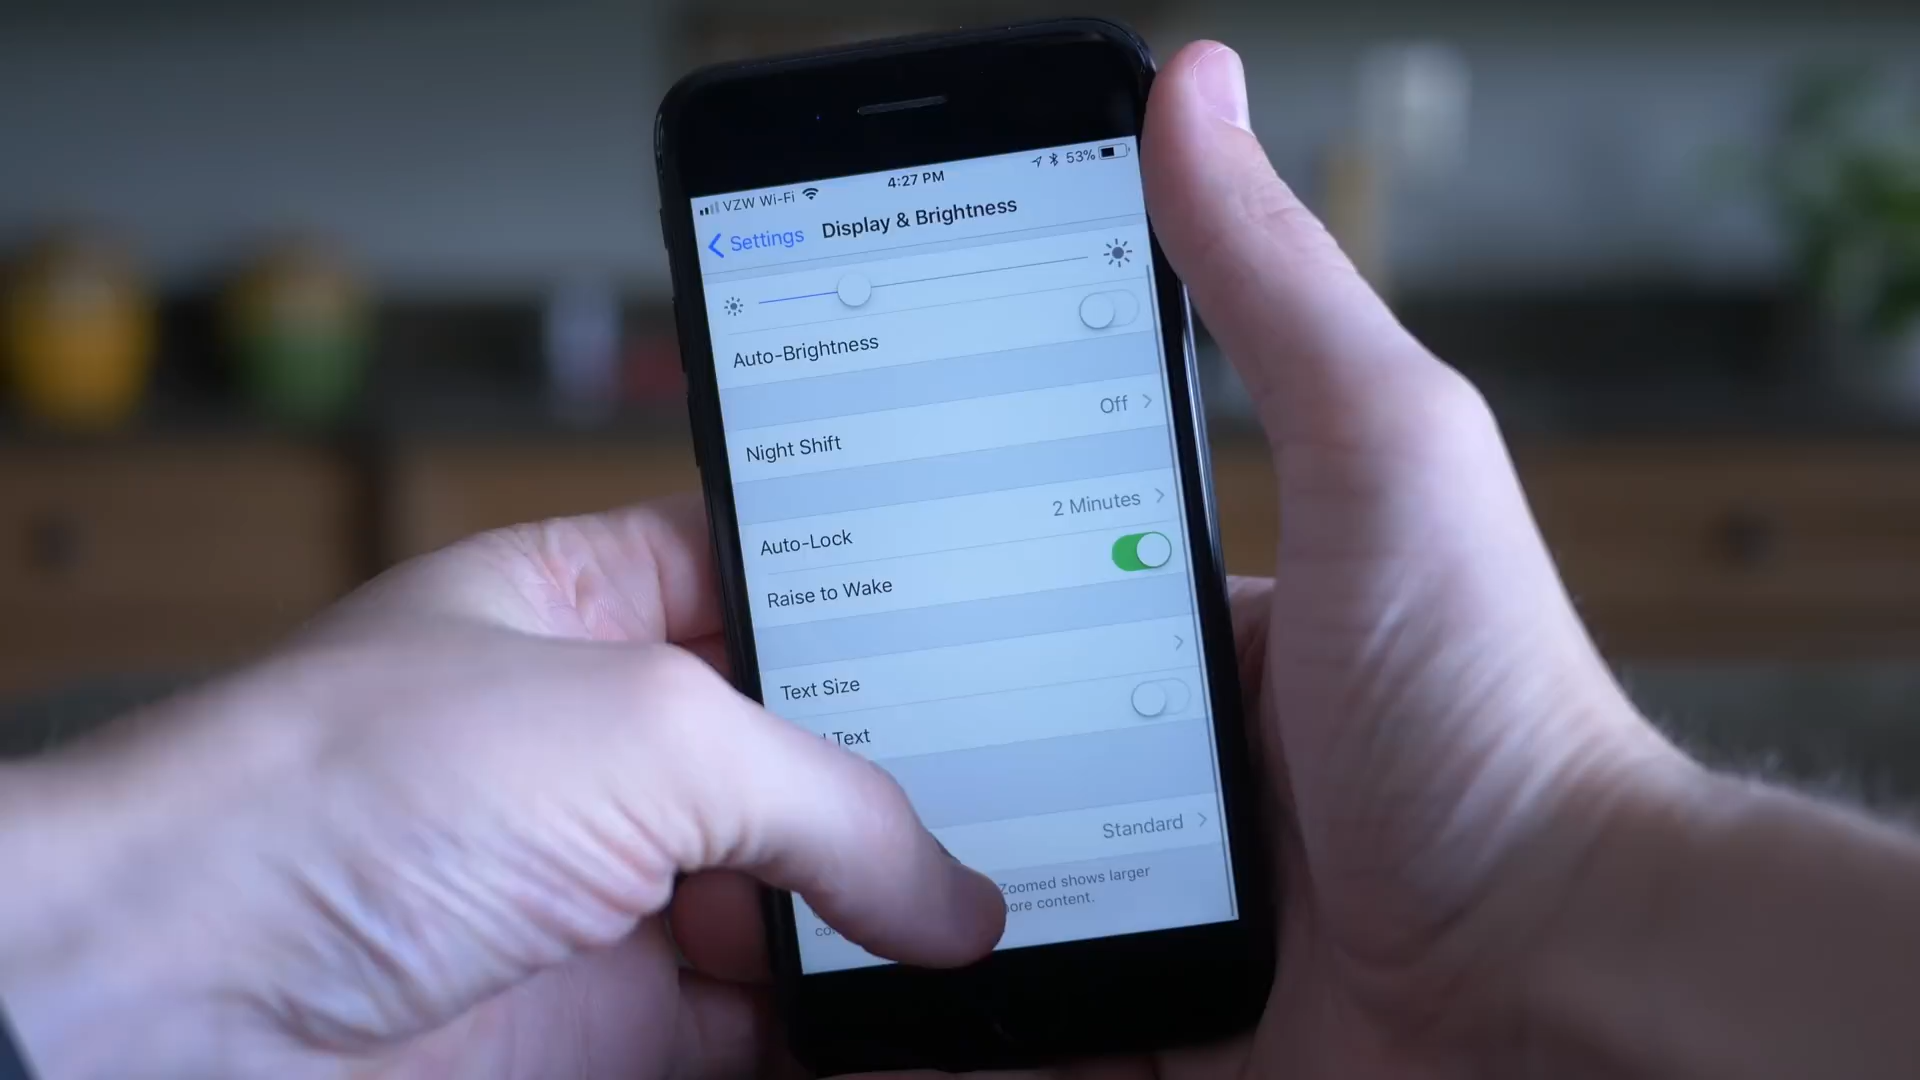 VZW Wi-Fi 4:27 PM 53%
Settings Display & Brightness
Auto-Brightness
Night Shift Off
Auto-Lock 2 Minutes
Raise to Wake
Text Size
Text
Standard
Zoomed shows larger
content.